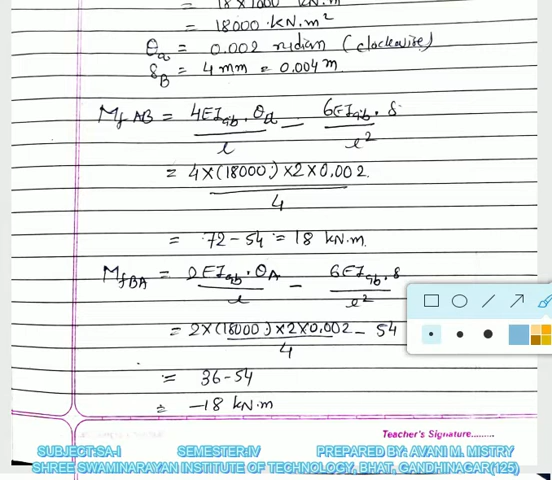 = 18 x 1000 kN.m
= 18000 · kN.m²
θa = 0.002 radian (clockwise)
δB = 4 mm = 0.004 m.
MfAB = 4EIab · θa / l − 6EIab · δ / l²
= 4 x (18000) x 2 x 0.002. / 4
= 72 - 54 = 18 kN.m.
MfBA = 2EIab · θA / l − 6EIab · δ / l²
= 2 x (18000) x 2 x 0.002 / 4 - 54
= 36 - 54
= -18 kN.m
Teacher's Signature.........
SUBJECT:SA-I SEMESTER:IV PREPARED BY: AVANI M. MISTRY
SHREE SWAMINARAYAN INSTITUTE OF TECHNOLOGY, BHAT, GANDHINAGAR(125)